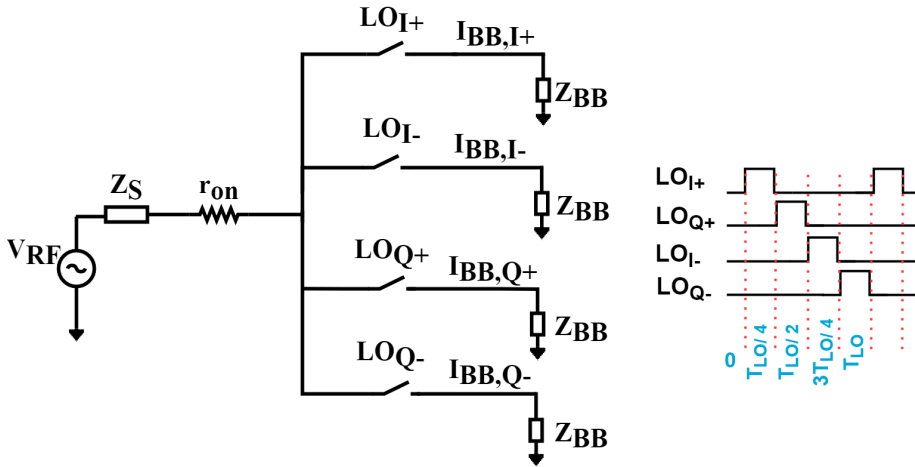 LOI+
IBB,I+
ZBB
LOI-
IBB,I-
ZBB
ZS
ron
VRF
LOQ+
IBB,Q+
ZBB
LOQ-
IBB,Q-
ZBB
LOI+
LOQ+
LOI-
LOQ-
0
TLO/ 4
TLO/ 2
3TLO/ 4
TLO